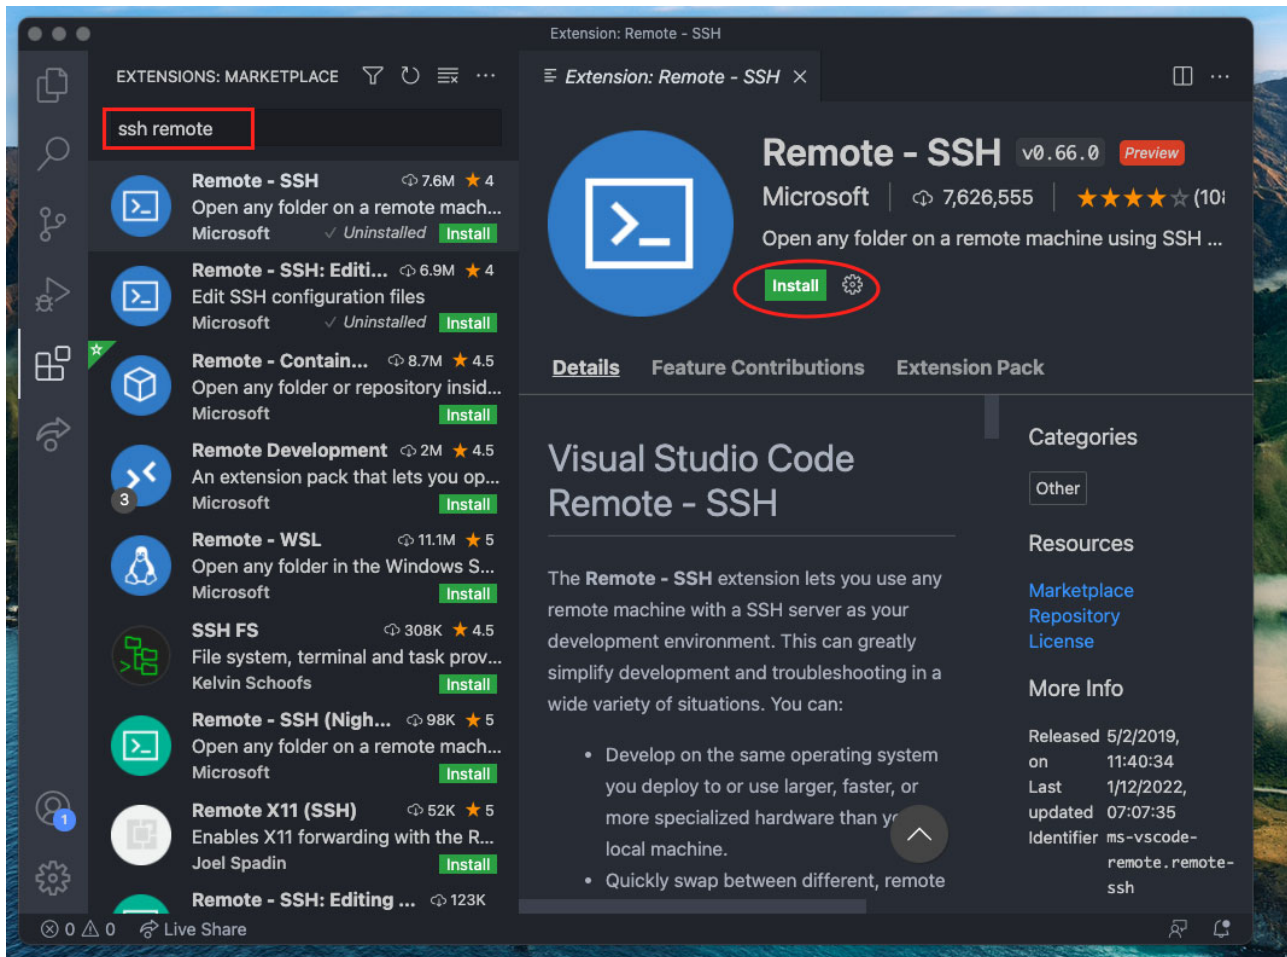 Extension: Remote - SSH
EXTENSIONS: MARKETPLACE
ssh remote
Remote - SSH 7.6M 4
Open any folder on a remote mach...
Microsoft Uninstalled Install
Remote - SSH: Editi... 6.9M 4
Edit SSH configuration files
Microsoft Uninstalled Install
Remote - Contain... 8.7M 4.5
Open any folder or repository insid...
Microsoft Install
Remote Development 2M 4.5
An extension pack that lets you op...
3
Microsoft Install
Remote - WSL 11.1M 5
Open any folder in the Windows S...
Microsoft Install
SSH FS 308K 4.5
File system, terminal and task prov...
Kelvin Schoofs Install
Remote - SSH (Nigh... 98K 5
Open any folder on a remote mach...
Microsoft Install
Remote X11 (SSH) 52K 5
Enables X11 forwarding with the R...
Joel Spadin Install
Remote - SSH: Editing ... 123K
1
Extension: Remote - SSH
Remote - SSH v0.66.0 Preview
Microsoft 7,626,555 (108
Open any folder on a remote machine using SSH ...
Install
Details Feature Contributions Extension Pack
Visual Studio Code
Remote - SSH
The Remote - SSH extension lets you use any
remote machine with a SSH server as your
development environment. This can greatly
simplify development and troubleshooting in a
wide variety of situations. You can:
• Develop on the same operating system
you deploy to or use larger, faster, or
more specialized hardware than
local machine.
• Quickly swap between different, remote
Categories
Other
Resources
Marketplace
Repository
License
More Info
Released on 5/2/2019, 11:40:34
Last updated 1/12/2022, 07:07:35
Identifier ms-vscode-remote.remote-ssh
0 0 Live Share